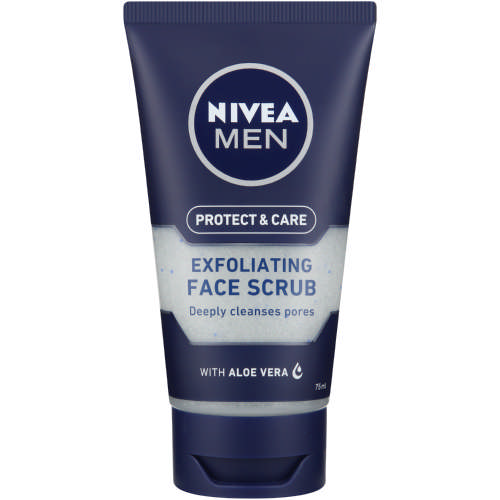 NIVEA
MEN
PROTECT & CARE
EXFOLIATING
FACE SCRUB
Deeply cleanses pores
WITH ALOE VERA
75ml